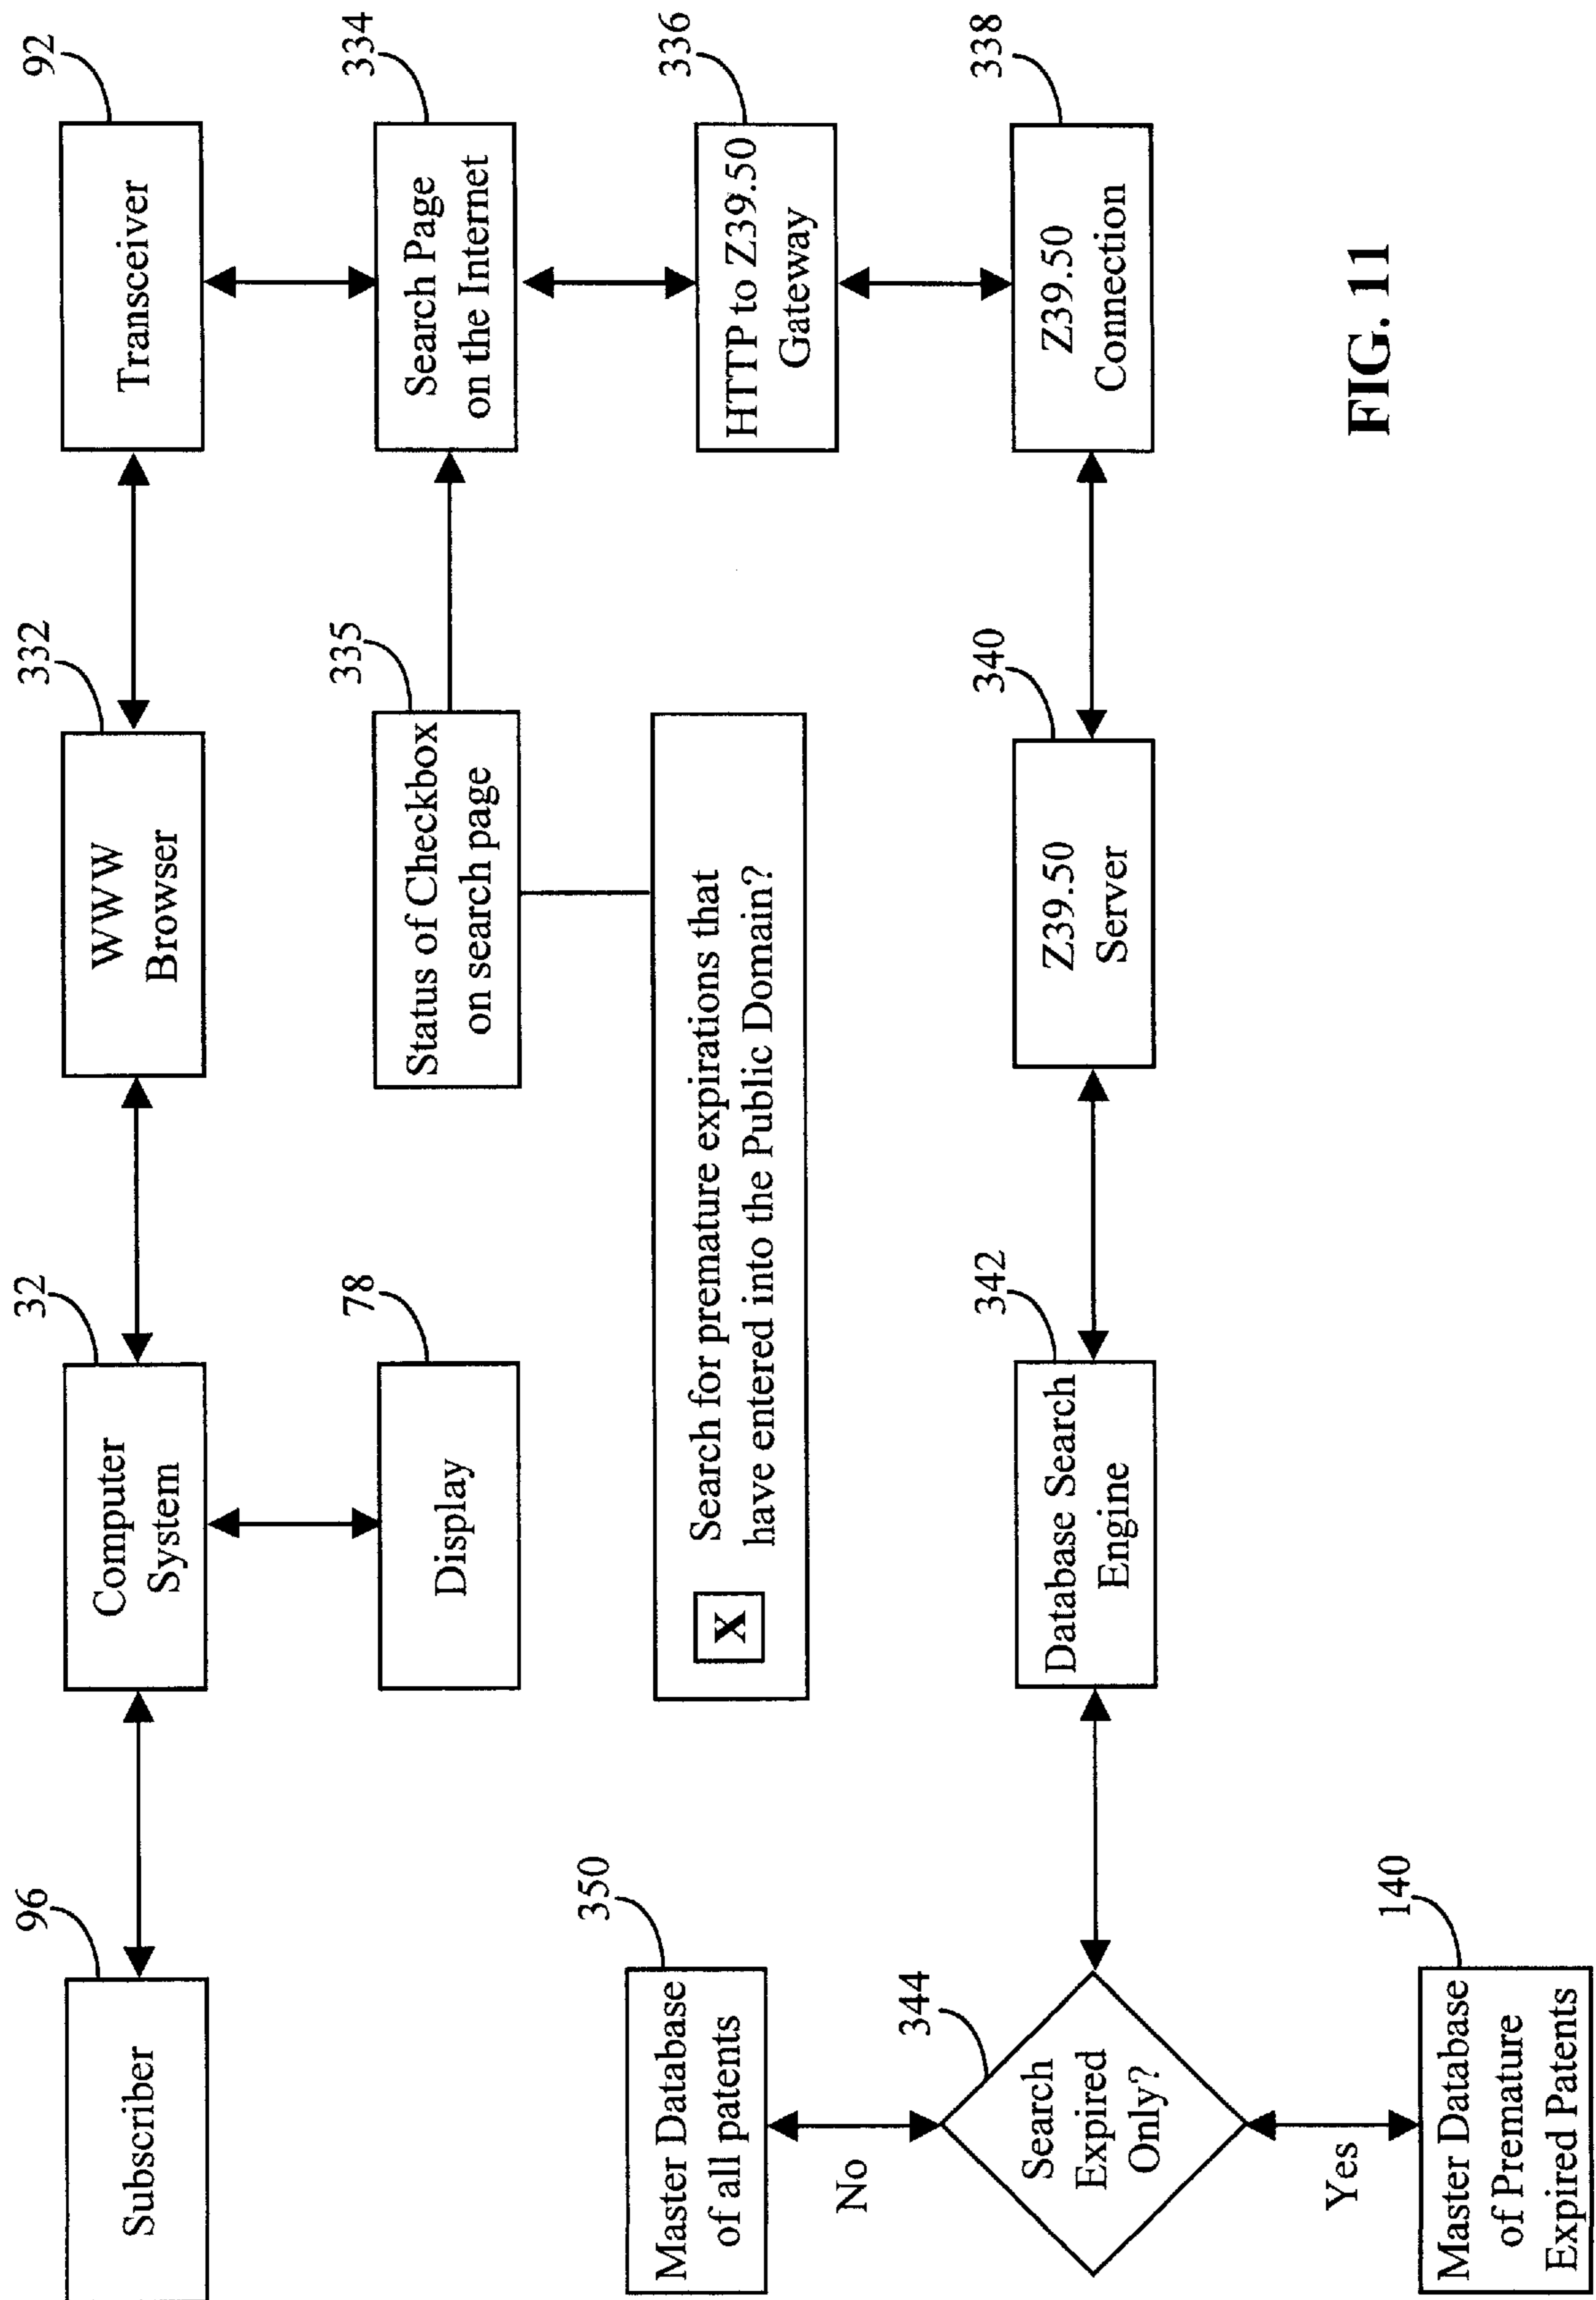 96
Subscriber
32
Computer
System
332
WWW
Browser
92
Transceiver
78
Display
335
Status of Checkbox
on search page
334
Search Page
on the Internet
X
Search for premature expirations that
have entered into the Public Domain?
336
HTTP to Z39.50
Gateway
350
Master Database
of all patents
No
344
Search
Expired
Only?
342
Database Search
Engine
340
Z39.50
Server
338
Z39.50
Connection
Yes
140
Master Database
of Premature
Expired Patents
FIG. 11